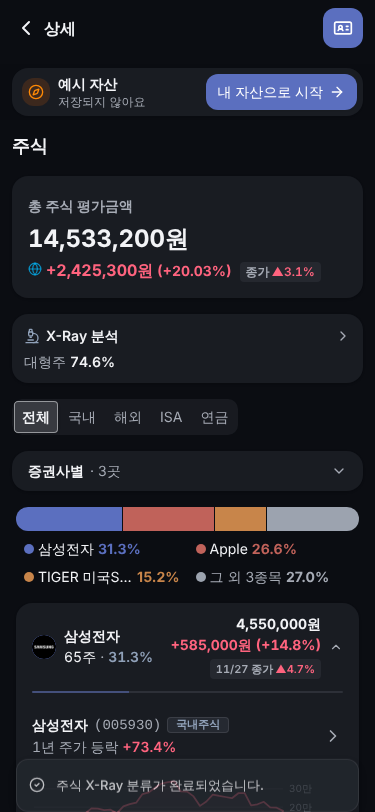 상세
예시 자산
저장되지 않아요
내 자산으로 시작
주식
총 주식 평가금액
14,533,200원
+2,425,300원 (+20.03%) 종가 ▲3.1%
X-Ray 분석
대형주 74.6%
전체 국내 해외 ISA 연금
증권사별 · 3곳
삼성전자 31.3%
Apple 26.6%
TIGER 미국S... 15.2%
그 외 3종목 27.0%
SAMSUNG
삼성전자
65주 · 31.3%
4,550,000원
+585,000원 (+14.8%)
11/27 종가 ▲4.7%
삼성전자 (005930) 국내주식
1년 주가 등락 +73.4%
주식 X-Ray 분류가 완료되었습니다.
30만
20만